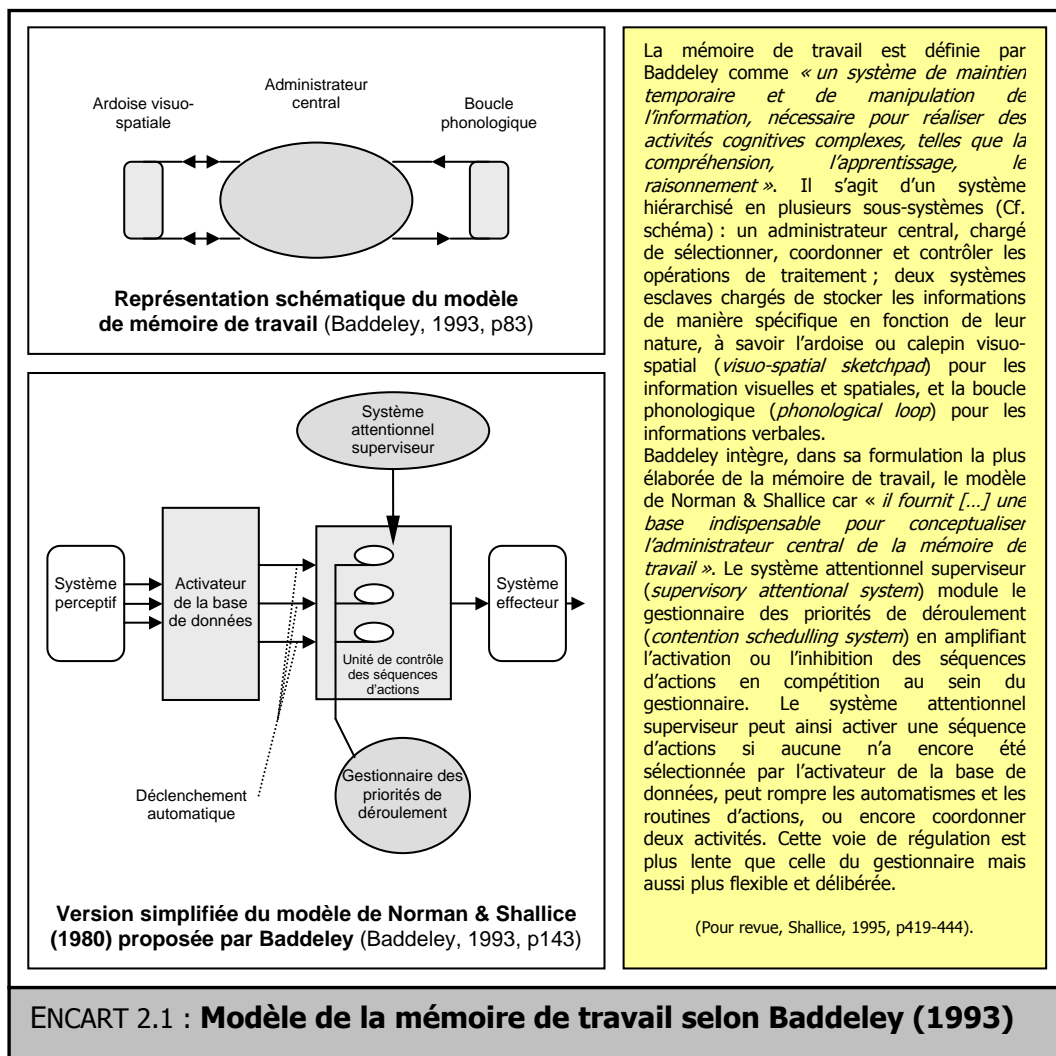 Administrateur
central
Ardoise visuo-
spatiale
Boucle
phonologique
Représentation schématique du modèle
de mémoire de travail (Baddeley, 1993, p83)
Système
attentionnel
superviseur
Système
perceptif
Activateur
de la base
de données
Unité de contrôle
des séquences
d'actions
Système
effecteur
Déclenchement
automatique
Gestionnaire des
priorités de
déroulement
Version simplifiée du modèle de Norman & Shallice
(1980) proposée par Baddeley (Baddeley, 1993, p143)
La mémoire de travail est définie par
Baddeley comme « un système de maintien
temporaire et de manipulation de
l'information, nécessaire pour réaliser des
activités cognitives complexes, telles que la
compréhension, l'apprentissage, le
raisonnement ». Il s'agit d'un système
hiérarchisé en plusieurs sous-systèmes (Cf.
schéma) : un administrateur central, chargé
de sélectionner, coordonner et contrôler les
opérations de traitement ; deux systèmes
esclaves chargés de stocker les informations
de manière spécifique en fonction de leur
nature, à savoir l'ardoise ou calepin visuo-
spatial (visuo-spatial sketchpad) pour les
information visuelles et spatiales, et la boucle
phonologique (phonological loop) pour les
informations verbales.
Baddeley intègre, dans sa formulation la plus
élaborée de la mémoire de travail, le modèle
de Norman & Shallice car « il fournit [...] une
base indispensable pour conceptualiser
l'administrateur central de la mémoire de
travail ». Le système attentionnel superviseur
(supervisory attentional system) module le
gestionnaire des priorités de déroulement
(contention schedulling system) en amplifiant
l'activation ou l'inhibition des séquences
d'actions en compétition au sein du
gestionnaire. Le système attentionnel
superviseur peut ainsi activer une séquence
d'actions si aucune n'a encore été
sélectionnée par l'activateur de la base de
données, peut rompre les automatismes et les
routines d'actions, ou encore coordonner
deux activités. Cette voie de régulation est
plus lente que celle du gestionnaire mais
aussi plus flexible et délibérée.
(Pour revue, Shallice, 1995, p419-444).
ENCART 2.1 : Modèle de la mémoire de travail selon Baddeley (1993)